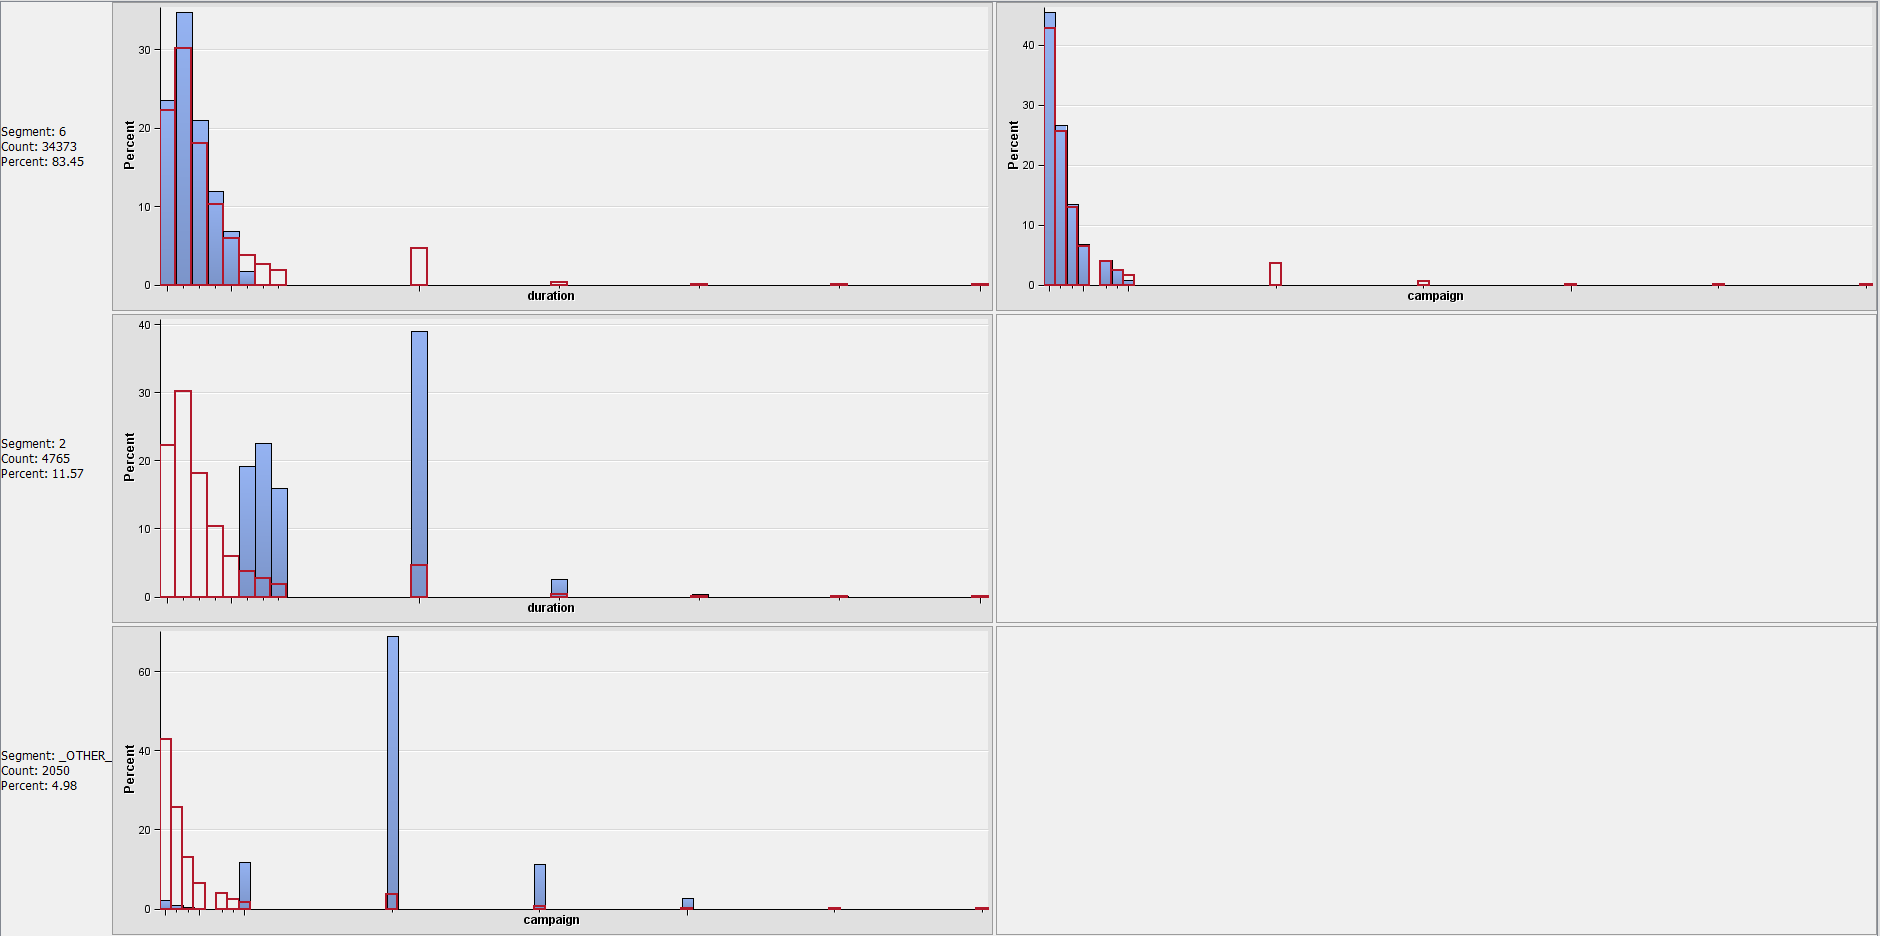 Segment: 6
Count: 34373
Percent: 83.45
Percent
30
20
10
0
duration
Percent
40
30
20
10
0
campaign
Segment: 2
Count: 4765
Percent: 11.57
Percent
40
30
20
10
0
duration
Segment: _OTHER_
Count: 2050
Percent: 4.98
Percent
60
40
20
0
campaign